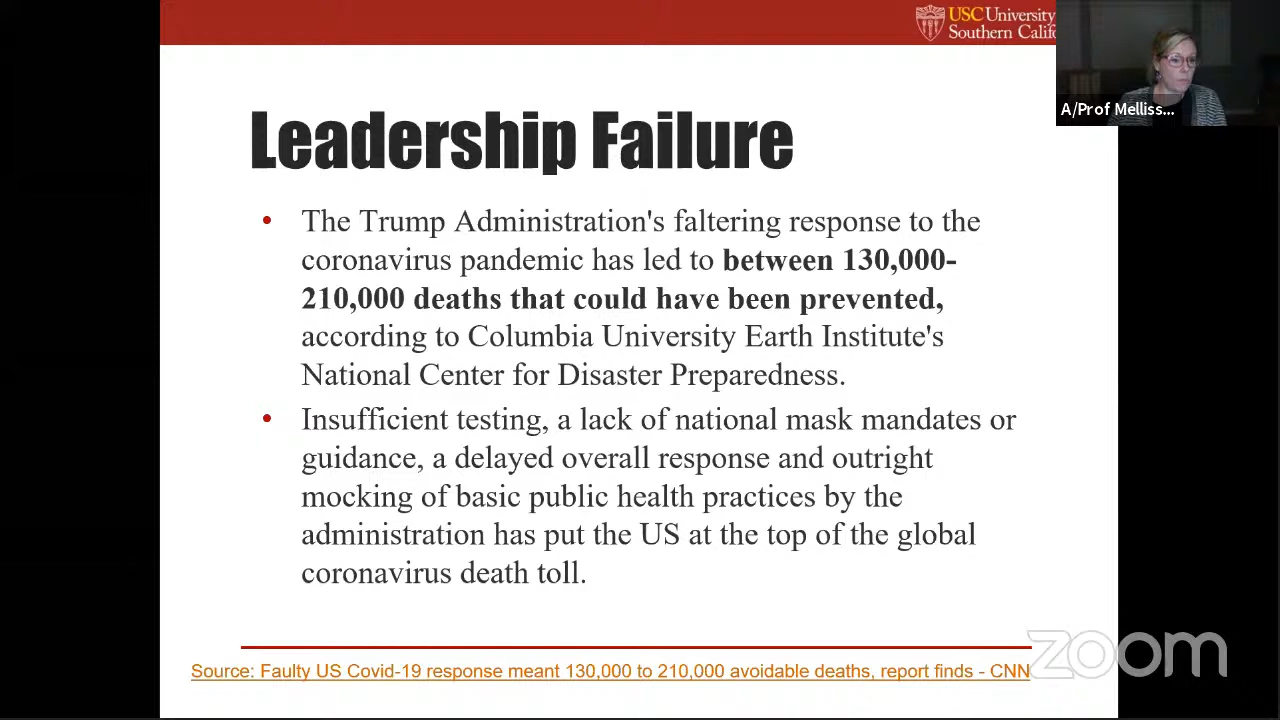 USC University
Southern Calif
A/Prof Melliss...
Leadership Failure
• The Trump Administration's faltering response to the
coronavirus pandemic has led to between 130,000-
210,000 deaths that could have been prevented,
according to Columbia University Earth Institute's
National Center for Disaster Preparedness.
• Insufficient testing, a lack of national mask mandates or
guidance, a delayed overall response and outright
mocking of basic public health practices by the
administration has put the US at the top of the global
coronavirus death toll.
zoom
Source: Faulty US Covid-19 response meant 130,000 to 210,000 avoidable deaths, report finds - CNN